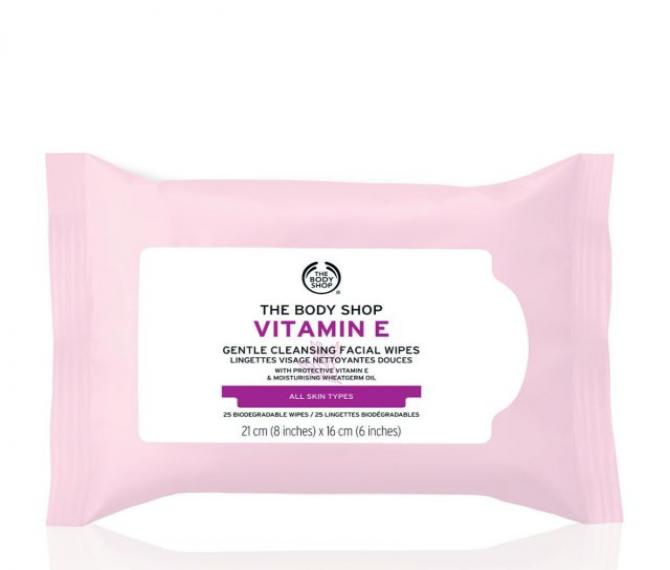 THE
BODY
SHOP
®
THE BODY SHOP
VITAMIN E
GENTLE CLEANSING FACIAL WIPES
LINGETTES VISAGE NETTOYANTES DOUCES
WITH PROTECTIVE VITAMIN E
& MOISTURISING WHEATGERM OIL
ALL SKIN TYPES
25 BIODEGRADABLE WIPES / 25 LINGETTES BIODÉGRADABLES
21 cm (8 inches) x 16 cm (6 inches)